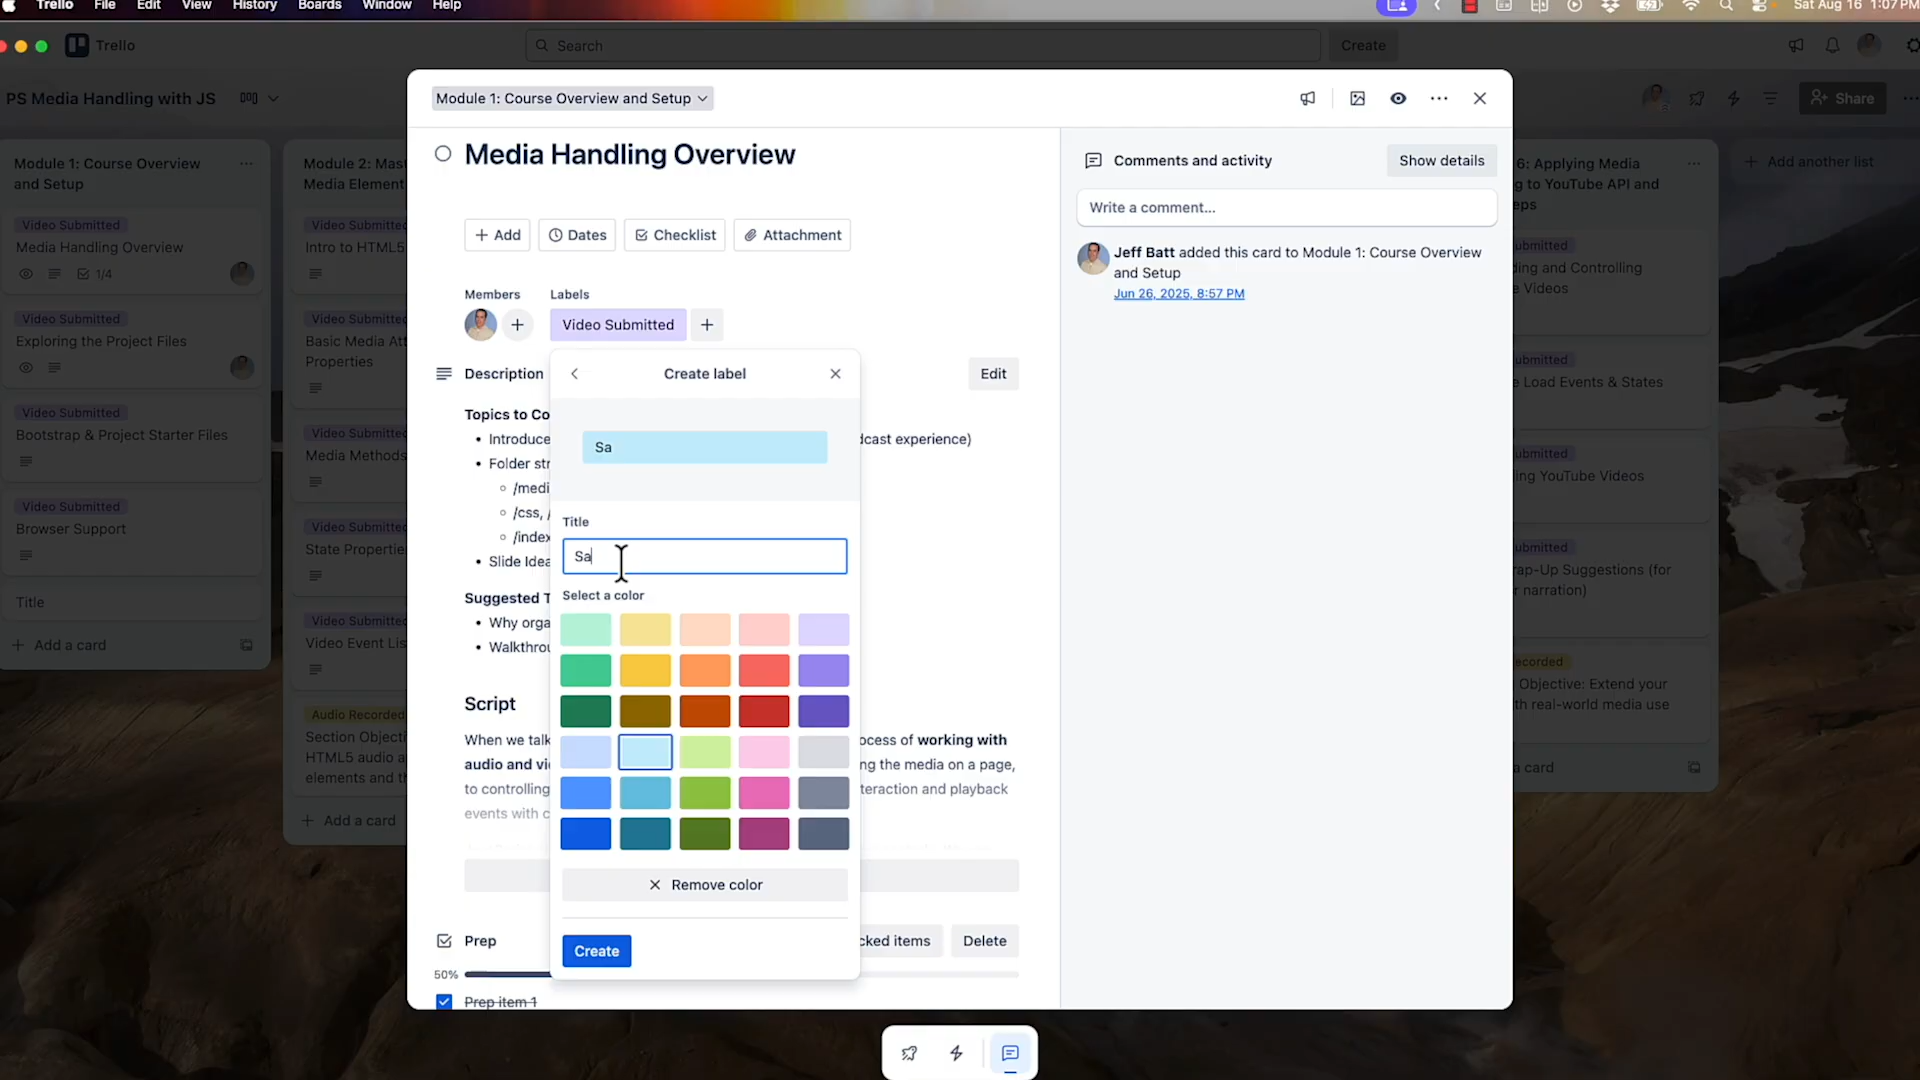 Trello File Edit View History Boards Window Help
Sat Aug 16 1:07 PM
Trello
Search
Create
PS Media Handling with JS
Share
Module 1: Course Overview
and Setup
Video Submitted
Media Handling Overview
1/4
Video Submitted
Exploring the Project Files
Video Submitted
Bootstrap & Project Starter Files
Video Submitted
Browser Support
Title
+ Add a card
Module 2: Mast
Media Element
Video Submitted
Intro to HTML5
Video Submitted
Basic Media Att
Properties
Video Submitted
Media Methods
Video Submitted
State Propertie
Video Submitted
Video Event List
Audio Recorded
Section Objecti
HTML5 audio a
elements and th
+ Add a card
Module 1: Course Overview and Setup
Media Handling Overview
+ Add
Dates
Checklist
Attachment
Members
Labels
Video Submitted
Description
Edit
Topics to Co
Introduce
dcast experience)
Folder str
/medi
/css, /
/index
Slide Idea
Suggested T
Why orga
Walkthrou
Script
When we talk
ocess of working with
audio and vi
ng the media on a page,
to controlling
teraction and playback
events with c
Prep
cked items
Delete
50%
Prep item 1
Create label
Sa
Title
Sa
Select a color
Remove color
Create
Comments and activity
Show details
Write a comment...
Jeff Batt added this card to Module 1: Course Overview
and Setup
Jun 26, 2025, 8:57 PM
6: Applying Media
g to YouTube API and
eps
ubmitted
ding and Controlling
e Videos
ubmitted
e Load Events & States
ubmitted
ing YouTube Videos
ubmitted
rap-Up Suggestions (for
r narration)
ecorded
Objective: Extend your
with real-world media use
a card
+ Add another list